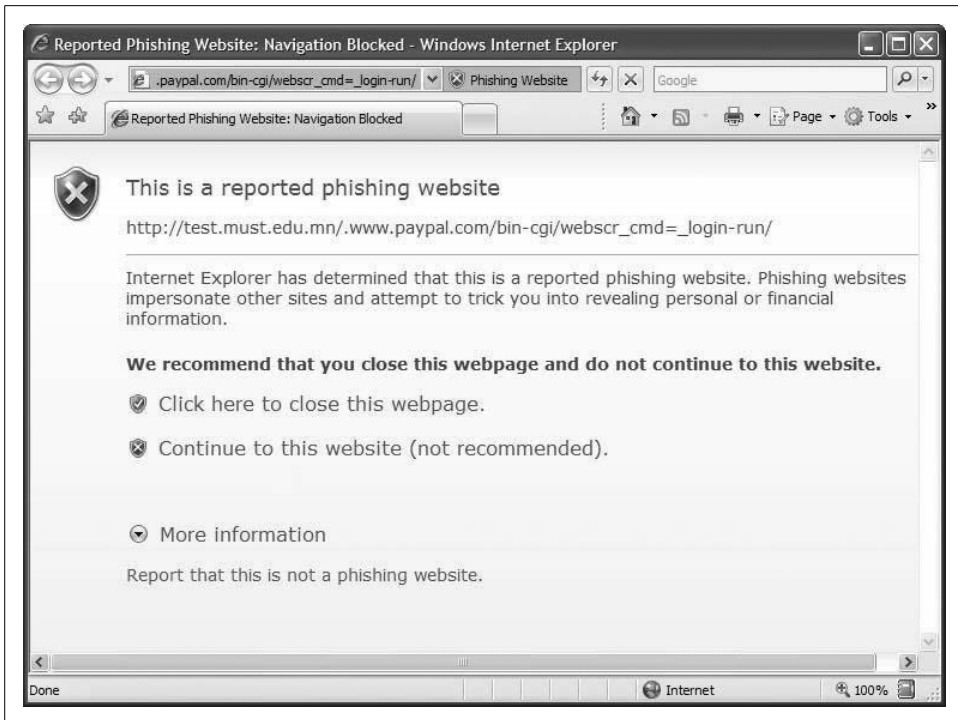 Reported Phishing Website: Navigation Blocked - Windows Internet Explorer
.paypal.com/bin-cgi/webscr_cmd=_login-run/ Phishing Website Google
Reported Phishing Website: Navigation Blocked Page Tools »
This is a reported phishing website
http://test.must.edu.mn/.www.paypal.com/bin-cgi/webscr_cmd=_login-run/
Internet Explorer has determined that this is a reported phishing website. Phishing websites
impersonate other sites and attempt to trick you into revealing personal or financial
information.
We recommend that you close this webpage and do not continue to this website.
Click here to close this webpage.
Continue to this website (not recommended).
More information
Report that this is not a phishing website.
Done Internet 100%